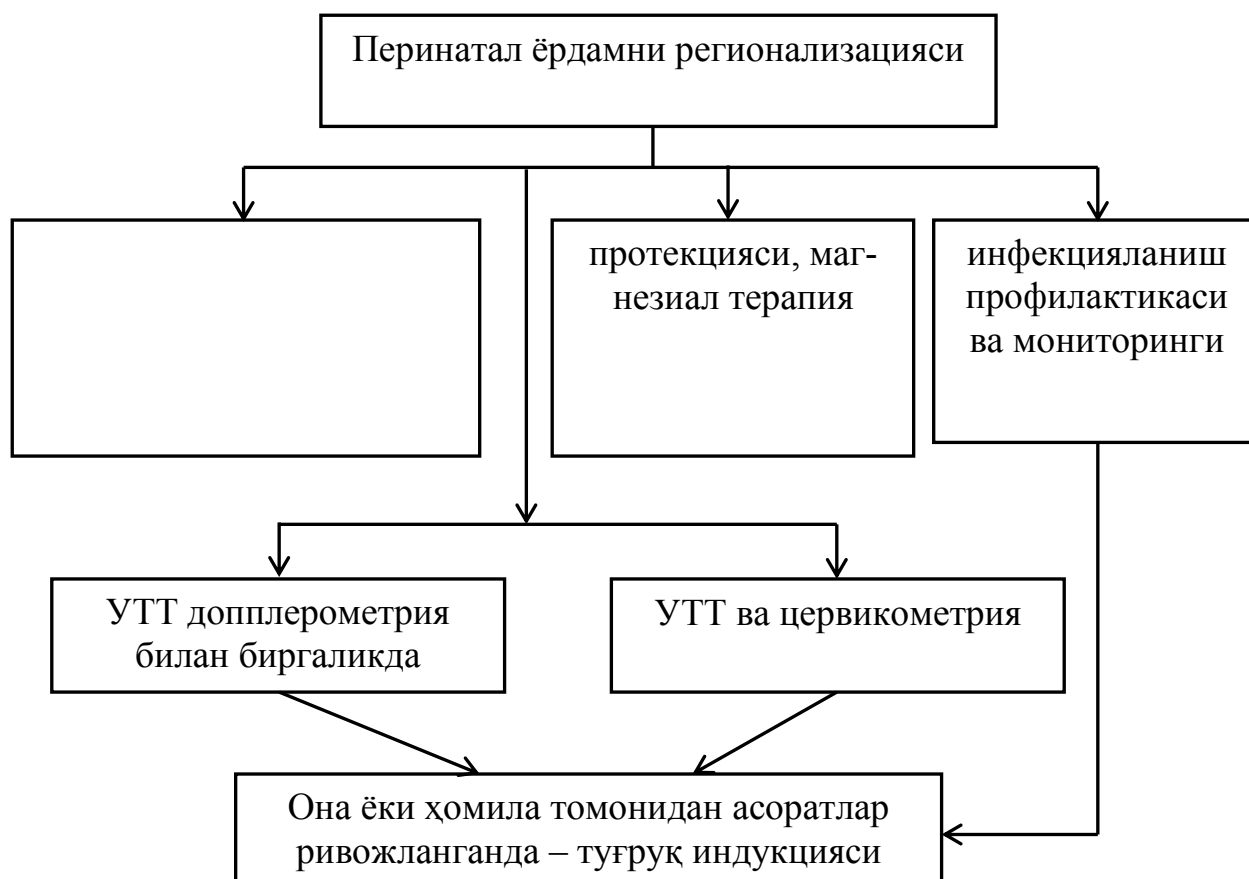 Перинатал ёрдамни регионализацияси
протекцияси, маг-
незиал терапия
инфекцияланиш
профилактикаси
ва мониторинги
УТТ допплерометрия
билан биргаликда
УТТ ва цервикометрия
Она ёки ҳомила томонидан асоратлар
ривожланганда – туғруқ индукцияси